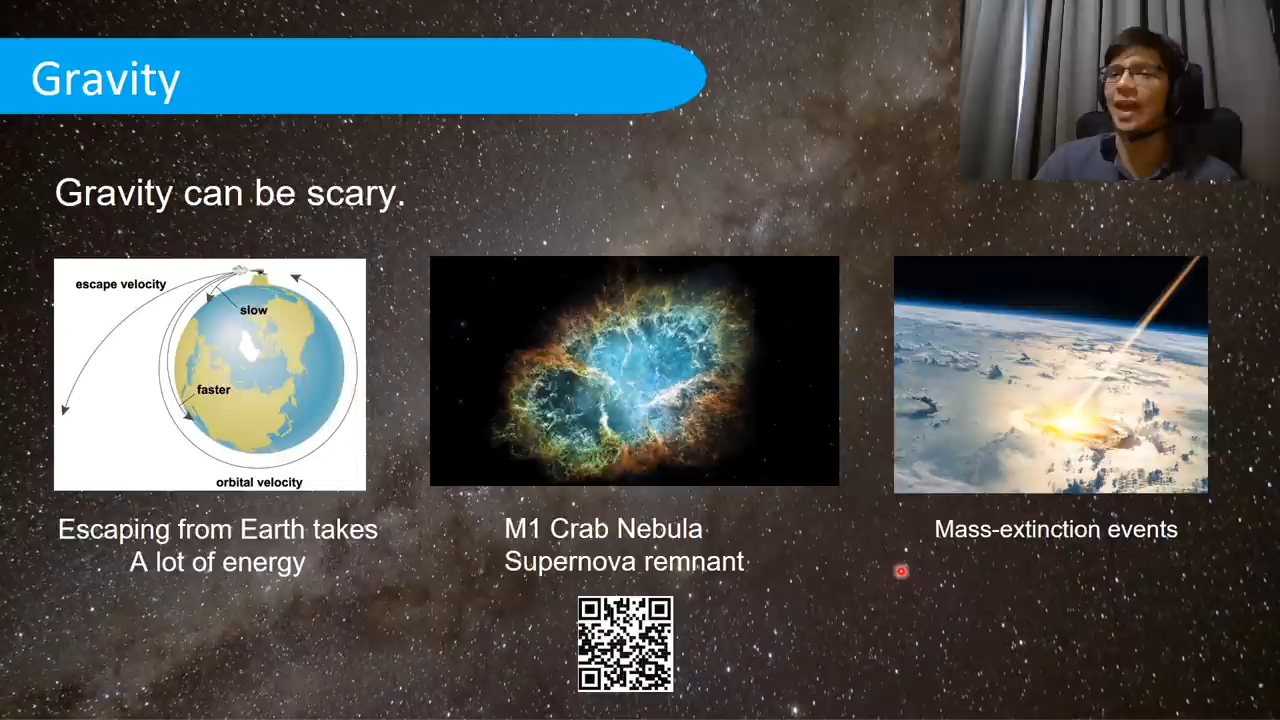 Gravity
Gravity can be scary.
escape velocity
slow
faster
orbital velocity
Escaping from Earth takes
A lot of energy
M1 Crab Nebula
Supernova remnant
Mass-extinction events